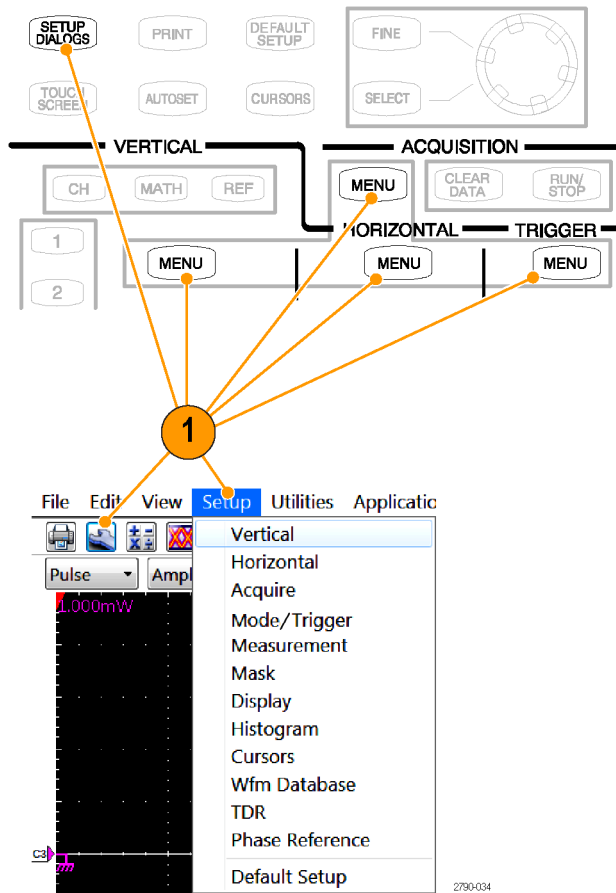 SETUP
DIALOGS
PRINT
DEFAULT
SETUP
FINE
TOUCH
SCREEN
AUTOSET
CURSORS
SELECT
VERTICAL
ACQUISITION
CH
MATH
REF
MENU
CLEAR
DATA
RUN/
STOP
HORIZONTAL
TRIGGER
1
2
MENU
MENU
MENU
1
File Edit View Setup Utilities Applicatio
Vertical
Horizontal
Pulse
Ampl
Acquire
1.000mW
Mode/Trigger
Measurement
Mask
Display
Histogram
Cursors
Wfm Database
TDR
Phase Reference
C3
Default Setup
2790-034